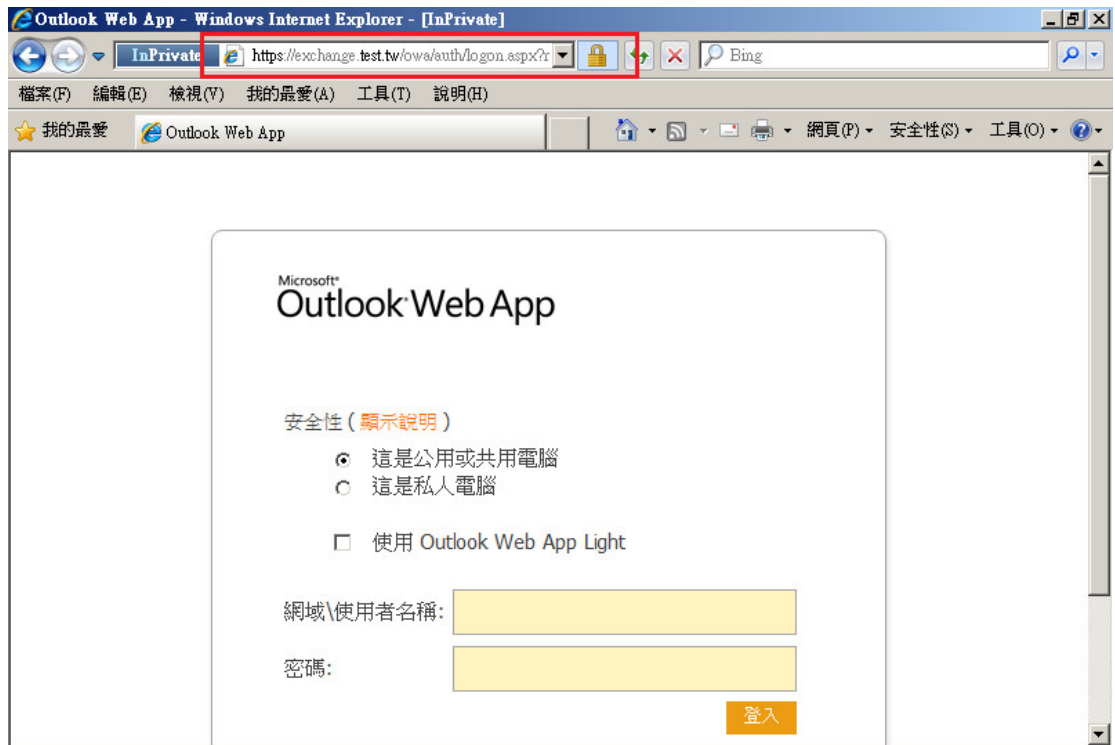 Outlook Web App - Windows Internet Explorer - [InPrivate]
InPrivate https://exchange.test.tw/owa/auth/logon.aspx?r Bing
檔案(F) 編輯(E) 檢視(V) 我的最愛(A) 工具(T) 說明(H)
我的最愛 Outlook Web App 網頁(P) 安全性(S) 工具(O)
Microsoft®
Outlook Web App
安全性 ( 顯示說明 )
這是公用或共用電腦
這是私人電腦
使用 Outlook Web App Light
網域\使用者名稱:
密碼:
登入